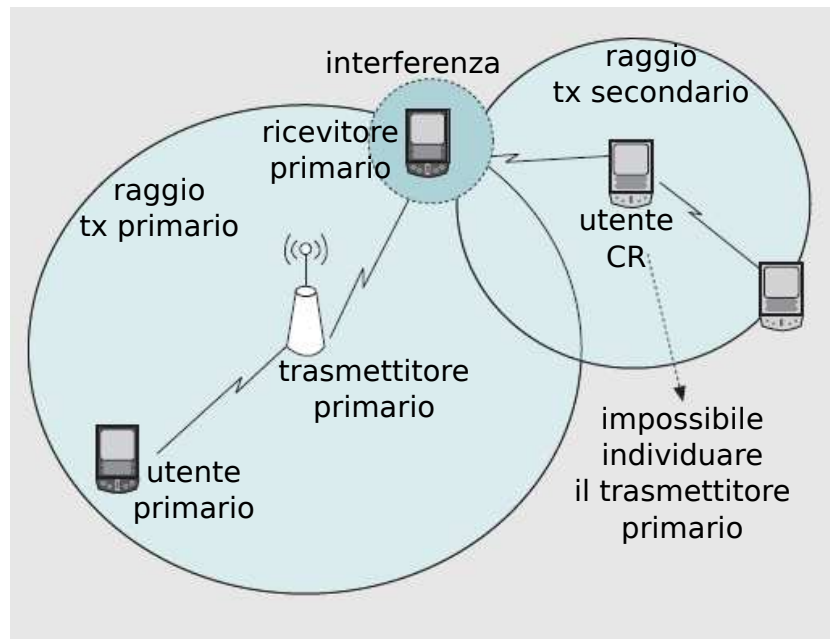 interferenza
raggio
tx secondario
ricevitore
primario
raggio
tx primario
utente
CR
trasmettitore
primario
impossibile
individuare
il trasmettitore
primario
utente
primario